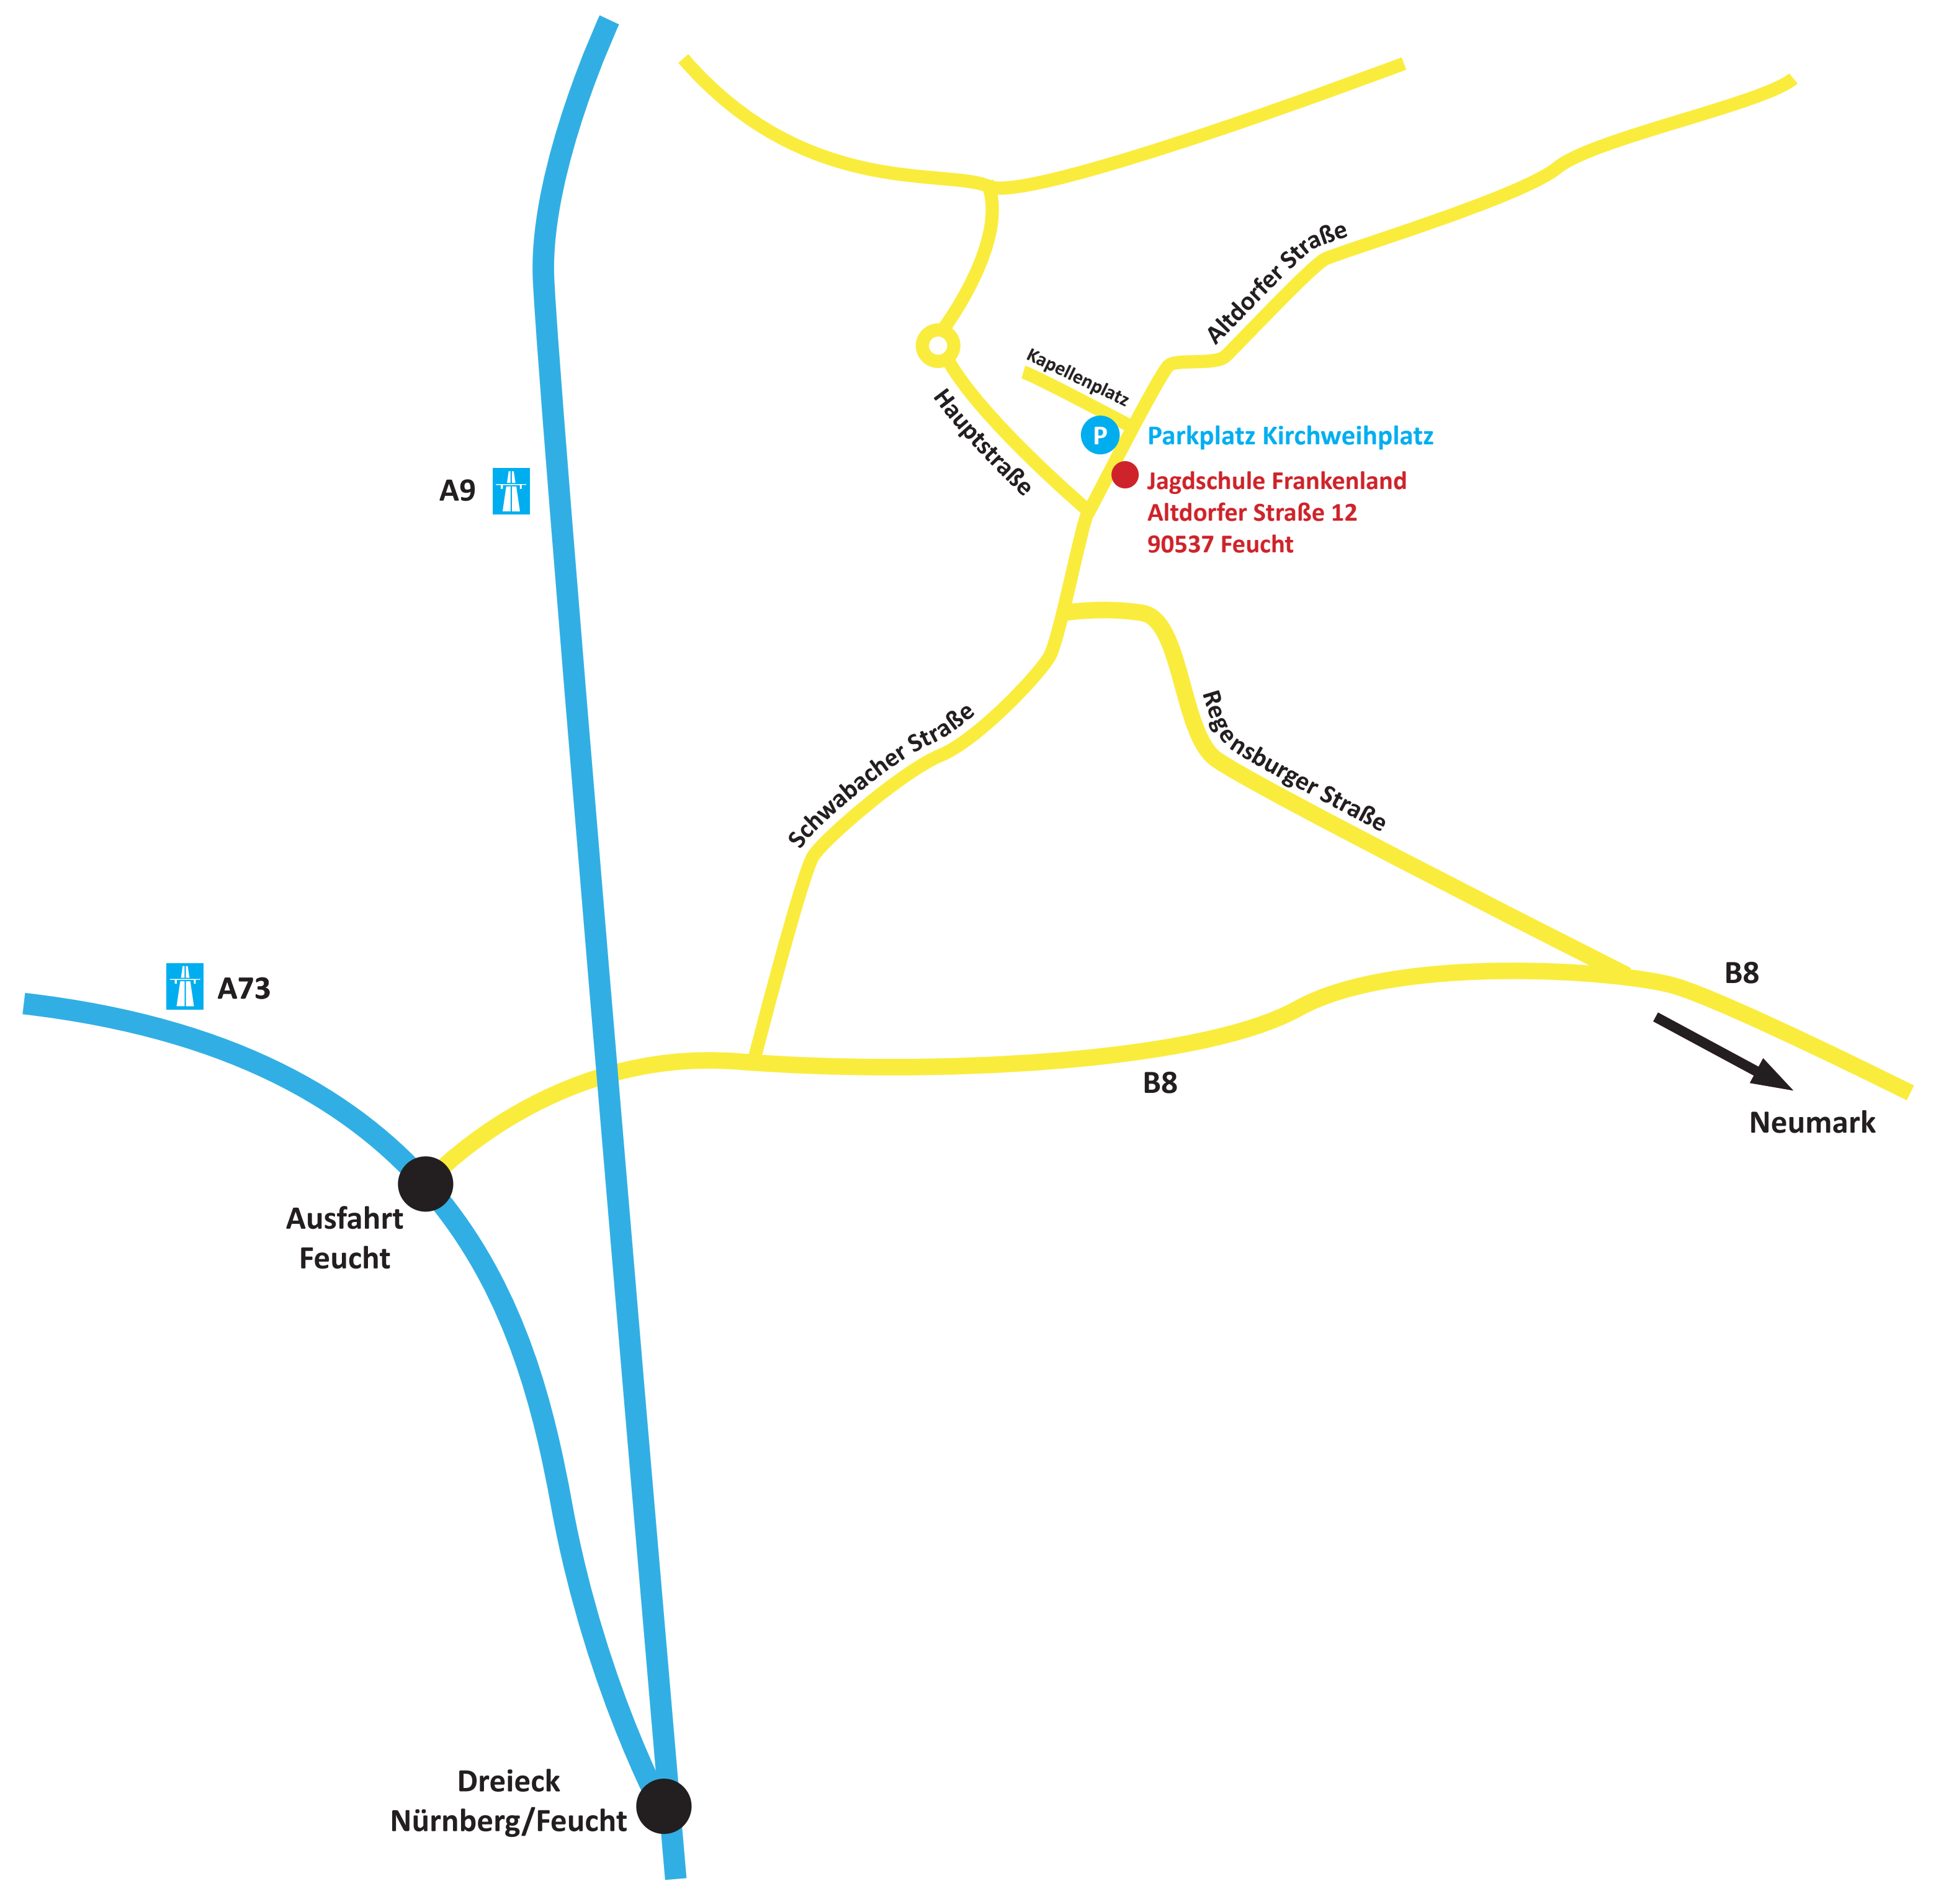 Altdorfer Straße
Kapellenplatz
Hauptstraße
P
Parkplatz Kirchweihplatz
Jagdschule Frankenland
Altdorfer Straße 12
90537 Feucht
A9
Regensburger Straße
Schwabacher Straße
A73
B8
B8
Neumark
Ausfahrt
Feucht
Dreieck
Nürnberg/Feucht